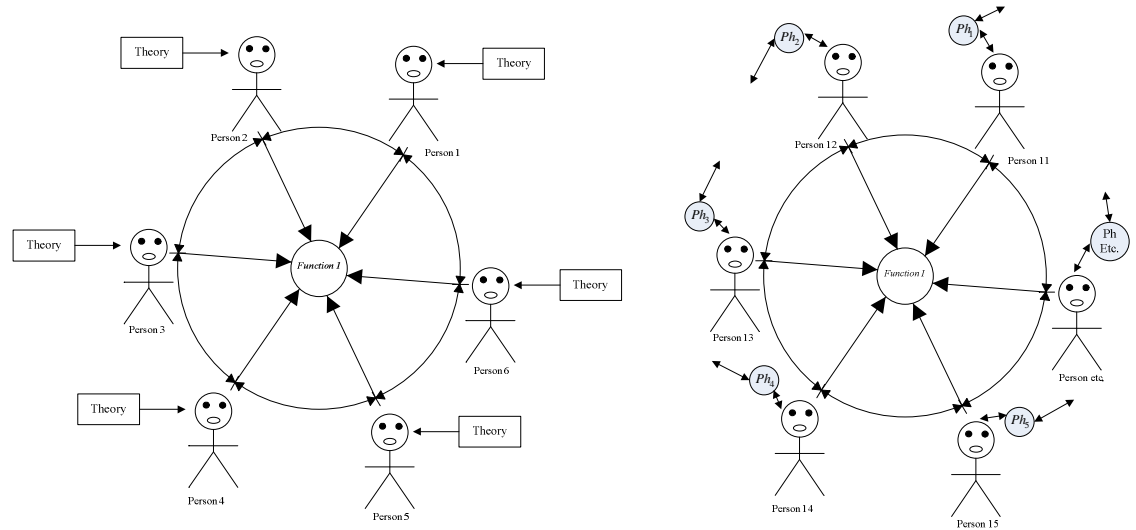 Theory
Theory
Person 2
Person 1
Theory
Function 1
Theory
Person 3
Person 6
Theory
Theory
Person 4
Person 5
Ph2
Ph1
Person 12
Person 11
Ph3
Ph
Etc.
Function 1
Person 13
Person etc.
Ph4
Ph5
Person 14
Person 15